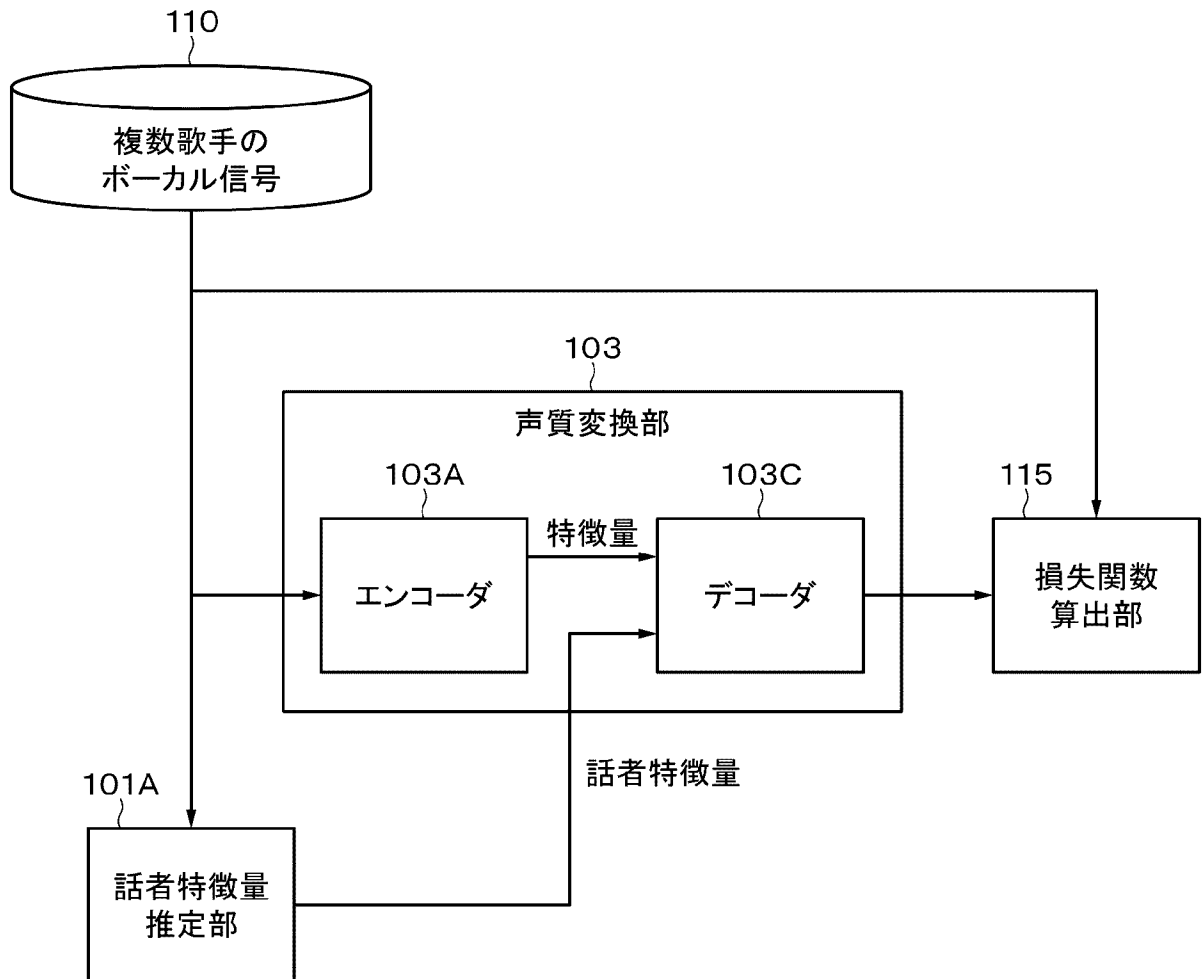 110
複数歌手の
ボーカル信号
103
声質変換部
103A
103C
115
特徴量
エンコーダ
デコーダ
損失関数
算出部
話者特徴量
101A
話者特徴量
推定部